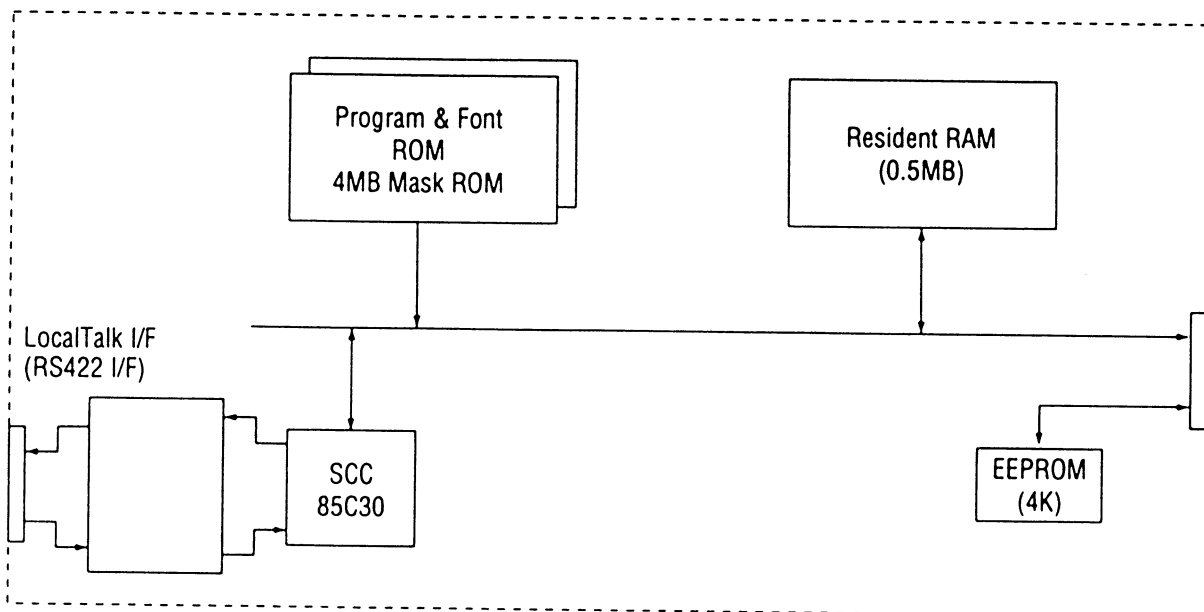 Program & Font
ROM
4MB Mask ROM
Resident RAM
(0.5MB)
LocalTalk I/F
(RS422 I/F)
SCC
85C30
EEPROM
(4K)